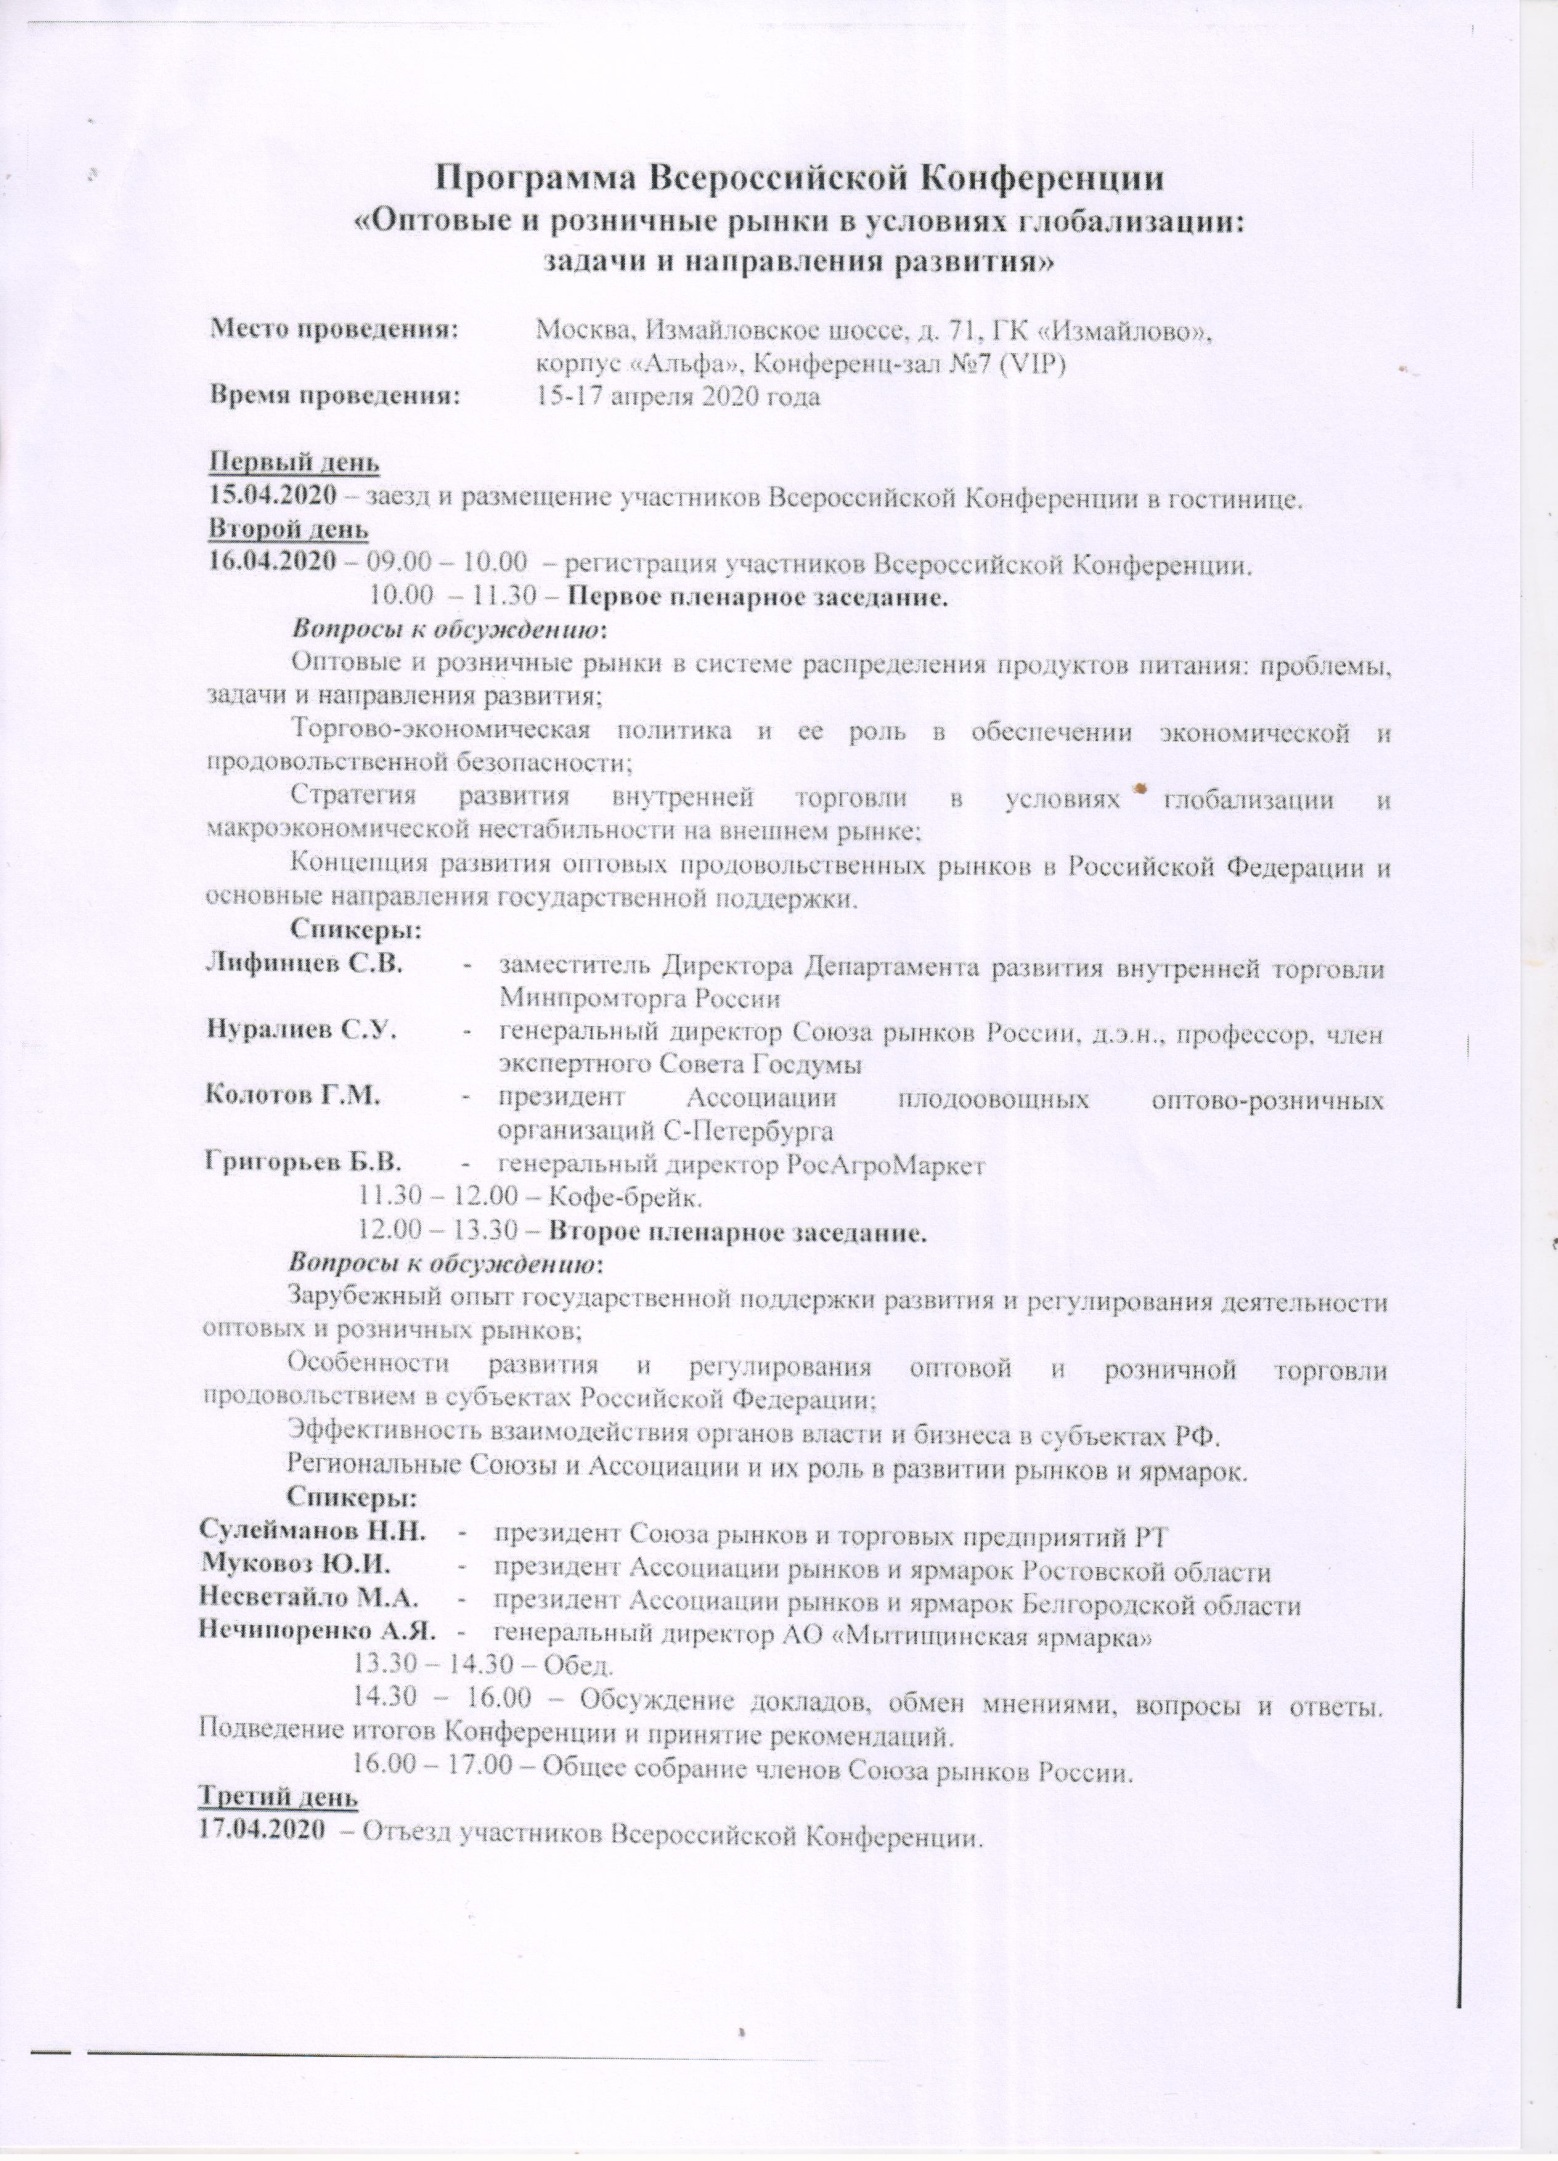 Программа Всероссийской Конференции
«Оптовые и розничные рынки в условиях глобализации:
задачи и направления развития»
Место проведения: Москва, Измайловское шоссе, д. 71, ГК «Измайлово»,
корпус «Альфа», Конференц-зал №7 (VIP)
Время проведения: 15-17 апреля 2020 года
Первый день
15.04.2020 – заезд и размещение участников Всероссийской Конференции в гостинице.
Второй день
16.04.2020 – 09.00 – 10.00 – регистрация участников Всероссийской Конференции.
10.00 – 11.30 – Первое пленарное заседание.
Вопросы к обсуждению:
Оптовые и розничные рынки в системе распределения продуктов питания: проблемы,
задачи и направления развития;
Торгово-экономическая политика и ее роль в обеспечении экономической и
продовольственной безопасности;
Стратегия развития внутренней торговли в условиях глобализации и
макроэкономической нестабильности на внешнем рынке;
Концепция развития оптовых продовольственных рынков в Российской Федерации и
основные направления государственной поддержки.
Спикеры:
Лифинцев С.В. - заместитель Директора Департамента развития внутренней торговли
Минпромторга России
Нуралиев С.У. - генеральный директор Союза рынков России, д.э.н., профессор, член
экспертного Совета Госдумы
Колотов Г.М. - президент Ассоциации плодоовощных оптово-розничных
организаций С-Петербурга
Григорьев Б.В. - генеральный директор РосАгроМаркет
11.30 – 12.00 – Кофе-брейк.
12.00 – 13.30 – Второе пленарное заседание.
Вопросы к обсуждению:
Зарубежный опыт государственной поддержки развития и регулирования деятельности
оптовых и розничных рынков;
Особенности развития и регулирования оптовой и розничной торговли
продовольствием в субъектах Российской Федерации;
Эффективность взаимодействия органов власти и бизнеса в субъектах РФ.
Региональные Союзы и Ассоциации и их роль в развитии рынков и ярмарок.
Спикеры:
Сулейманов Н.Н. - президент Союза рынков и торговых предприятий РТ
Муковоз Ю.И. - президент Ассоциации рынков и ярмарок Ростовской области
Несветайло М.А. - президент Ассоциации рынков и ярмарок Белгородской области
Нечипоренко А.Я. - генеральный директор АО «Мытищинская ярмарка»
13.30 – 14.30 – Обед.
14.30 – 16.00 – Обсуждение докладов, обмен мнениями, вопросы и ответы.
Подведение итогов Конференции и принятие рекомендаций.
16.00 – 17.00 – Общее собрание членов Союза рынков России.
Третий день
17.04.2020 – Отъезд участников Всероссийской Конференции.